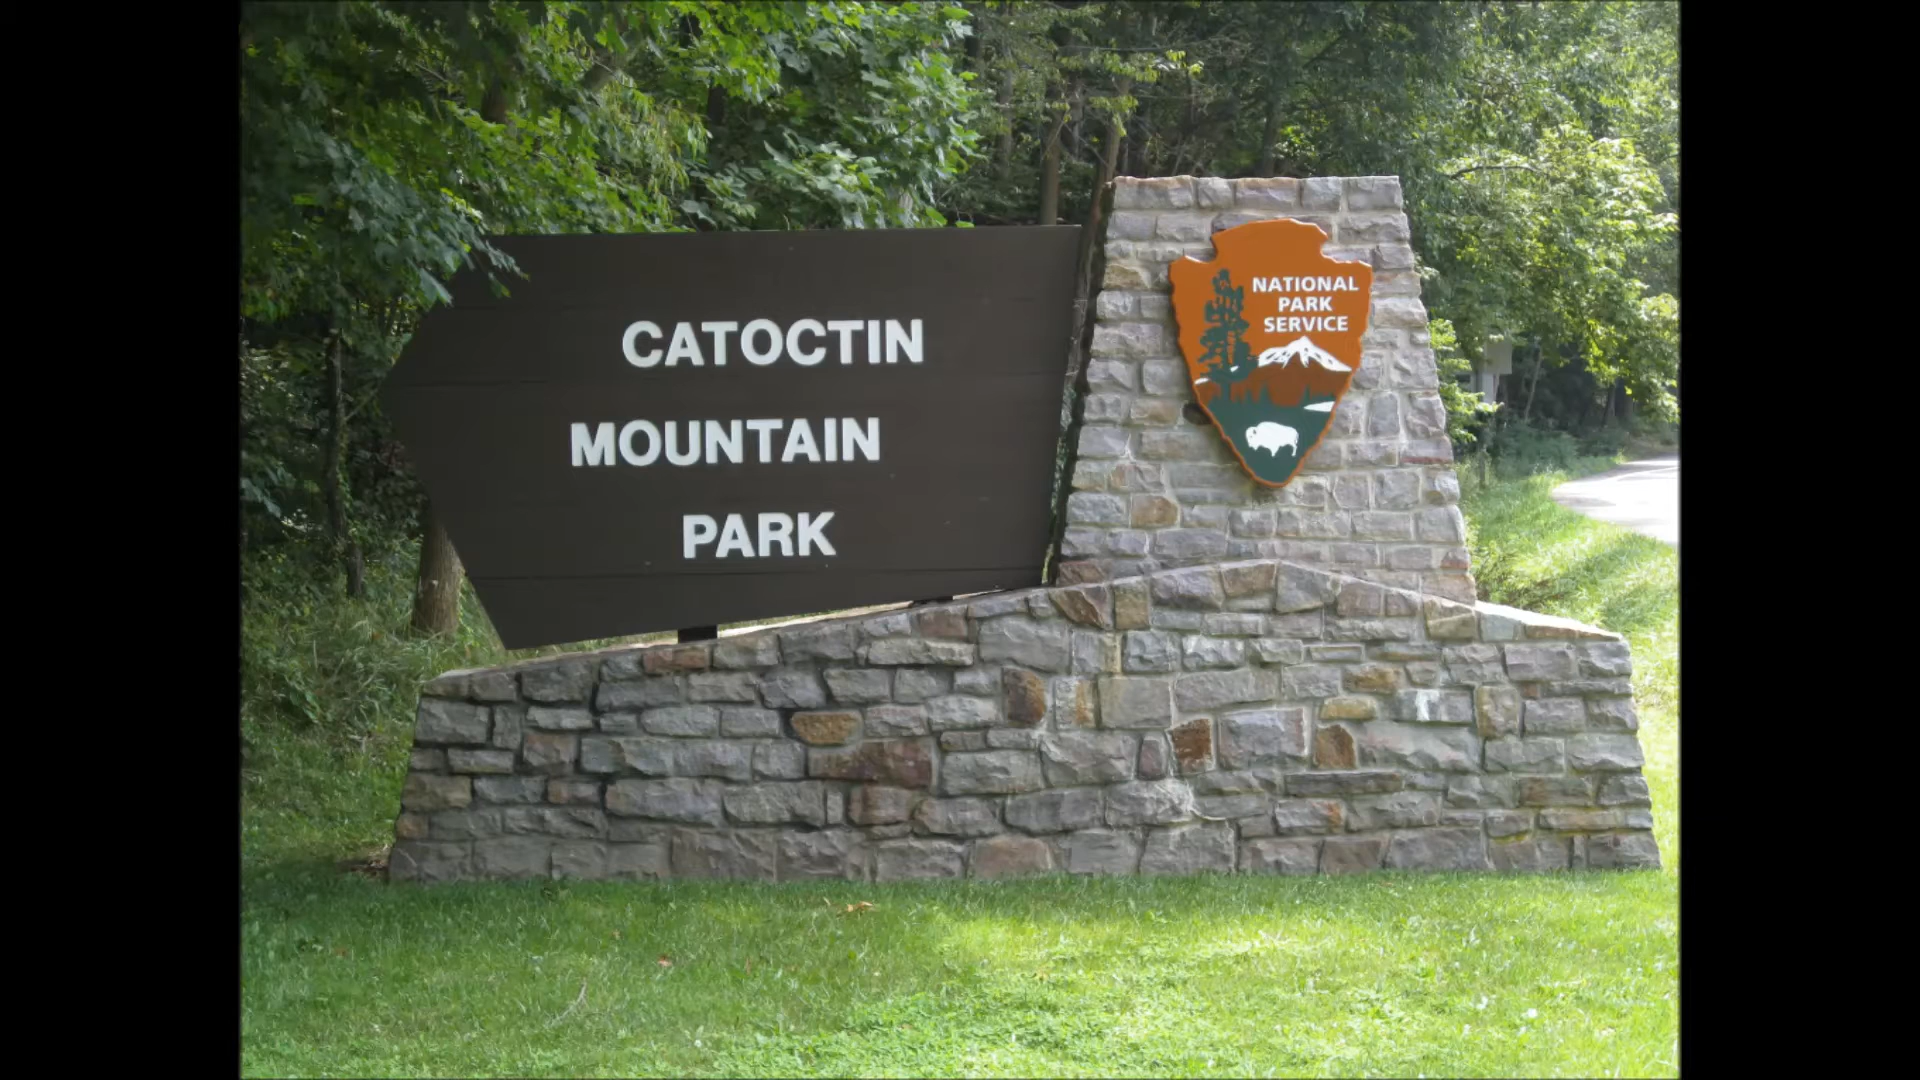 CATOCTIN
MOUNTAIN
PARK
NATIONAL
PARK
SERVICE